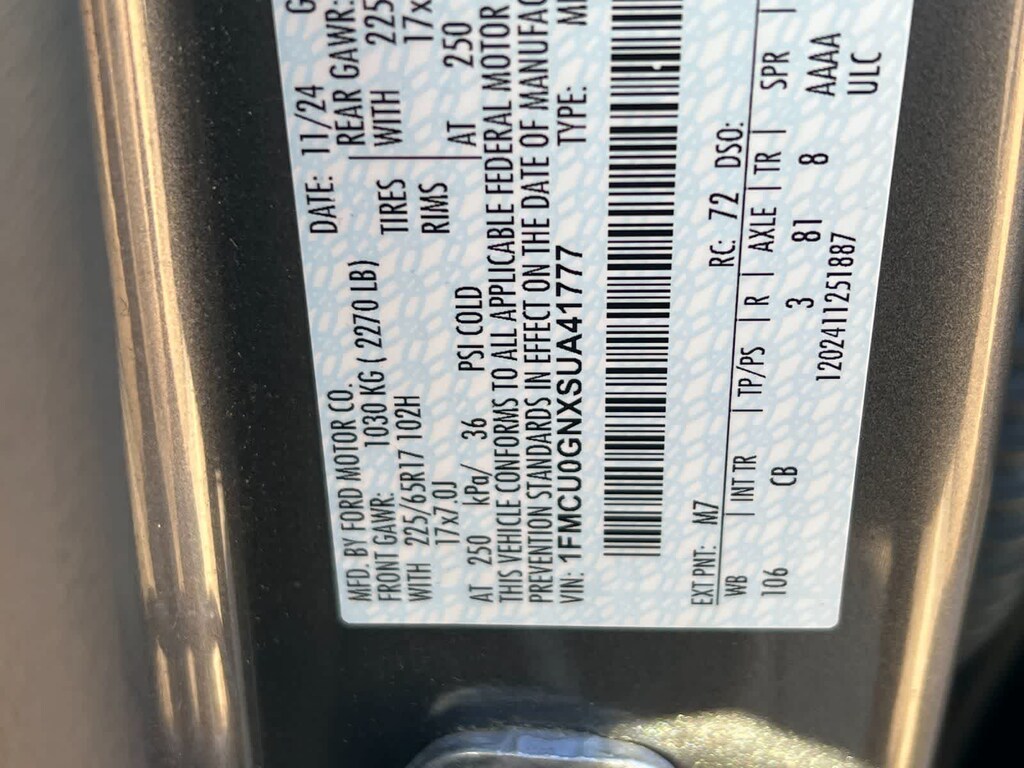 MFD. BY FORD MOTOR CO.
DATE: 11/24
FRONT GAWR: 1030 KG ( 2270 LB)
REAR GAWR:
WITH 225/65R17 102H TIRES WITH 225
17x7.0J RIMS 17x
AT 250 kPa/ 36 PSI COLD AT 250
THIS VEHICLE CONFORMS TO ALL APPLICABLE FEDERAL MOTOR
PREVENTION STANDARDS IN EFFECT ON THE DATE OF
VIN: 1FMCU0GNXSUA41777 TYPE:
EXT PNT: M7 RC: 72 DSO:
WB | INT TR | TP/PS | R | AXLE | TR | SPR |
106 CB 3 81 8 AAAA
1202411251887 ULC